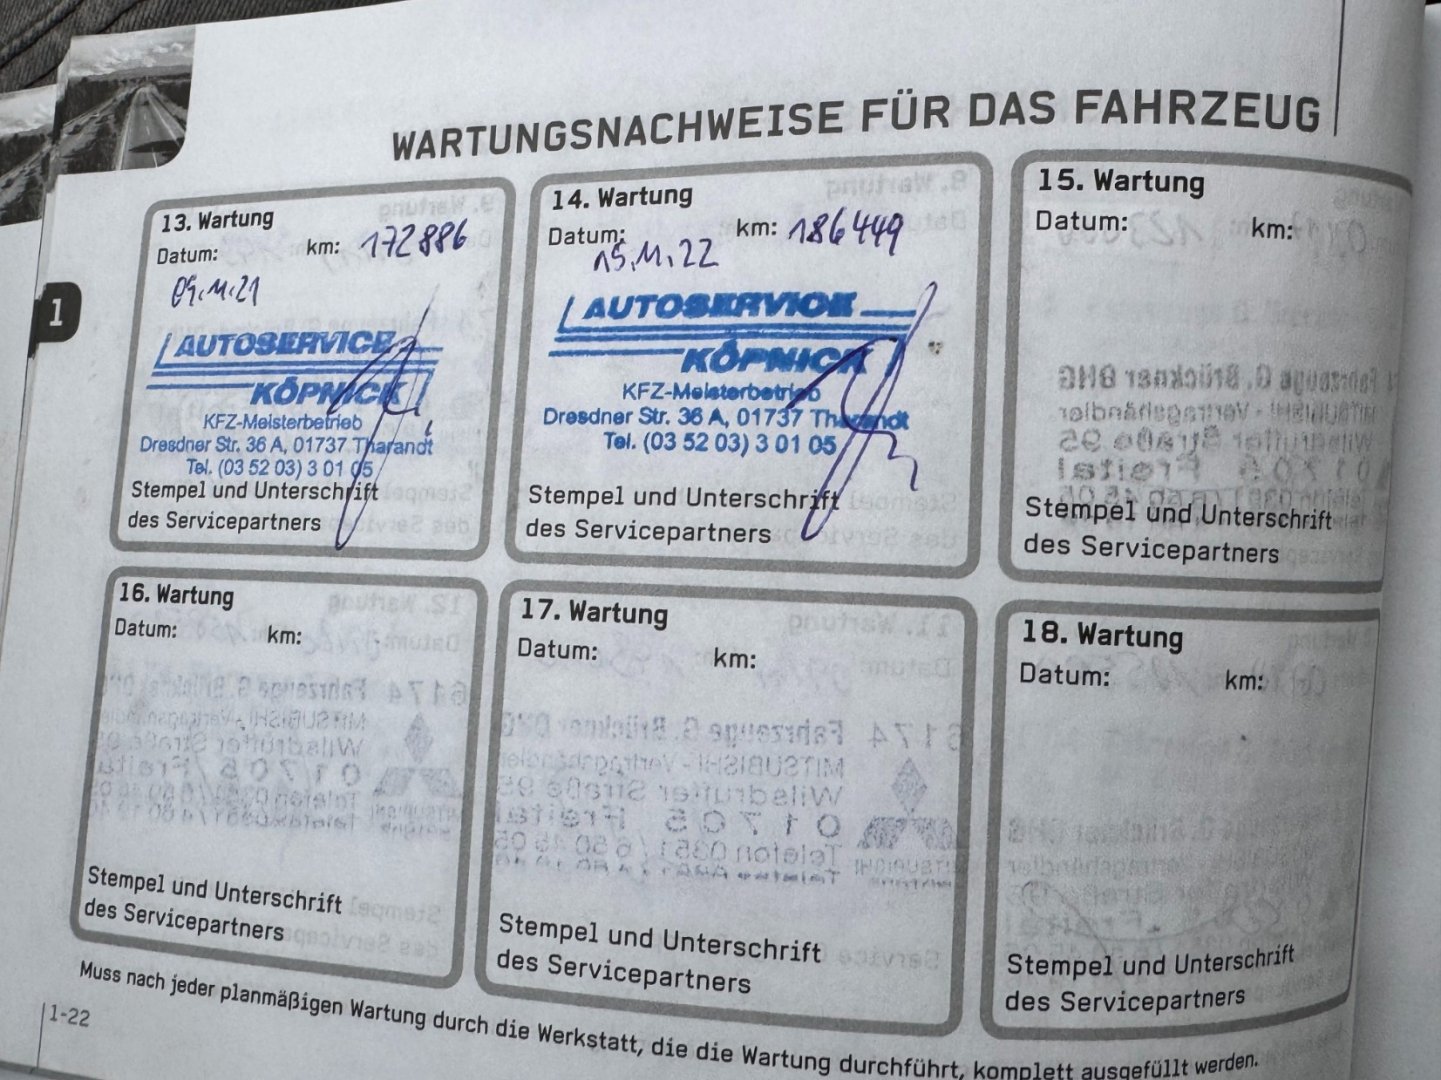 WARTUNGSNACHWEISE FÜR DAS FAHRZEUG
1
13. Wartung
Datum: km: 172886
09.11.21
AUTOSERVICE
KÖPNICK
KFZ-Meisterbetrieb
Dresdner Str. 36 A, 01737 Tharandt
Tel. (03 52 03) 3 01 05
Stempel und Unterschrift
des Servicepartners
14. Wartung
Datum: km: 186449
15.11.22
AUTOSERVICE
KÖPNICK
KFZ-Meisterbetrieb
Dresdner Str. 36 A, 01737 Tharandt
Tel. (03 52 03) 3 01 05
Stempel und Unterschrift
des Servicepartners
15. Wartung
Datum: km:
Stempel und Unterschrift
des Servicepartners
16. Wartung
Datum: km:
Stempel und Unterschrift
des Servicepartners
17. Wartung
Datum: km:
Stempel und Unterschrift
des Servicepartners
18. Wartung
Datum: km:
Stempel und Unterschrift
des Servicepartners
Muss nach jeder planmäßigen Wartung durch die Werkstatt, die die Wartung durchführt, komplett ausgefüllt werden.
1-22